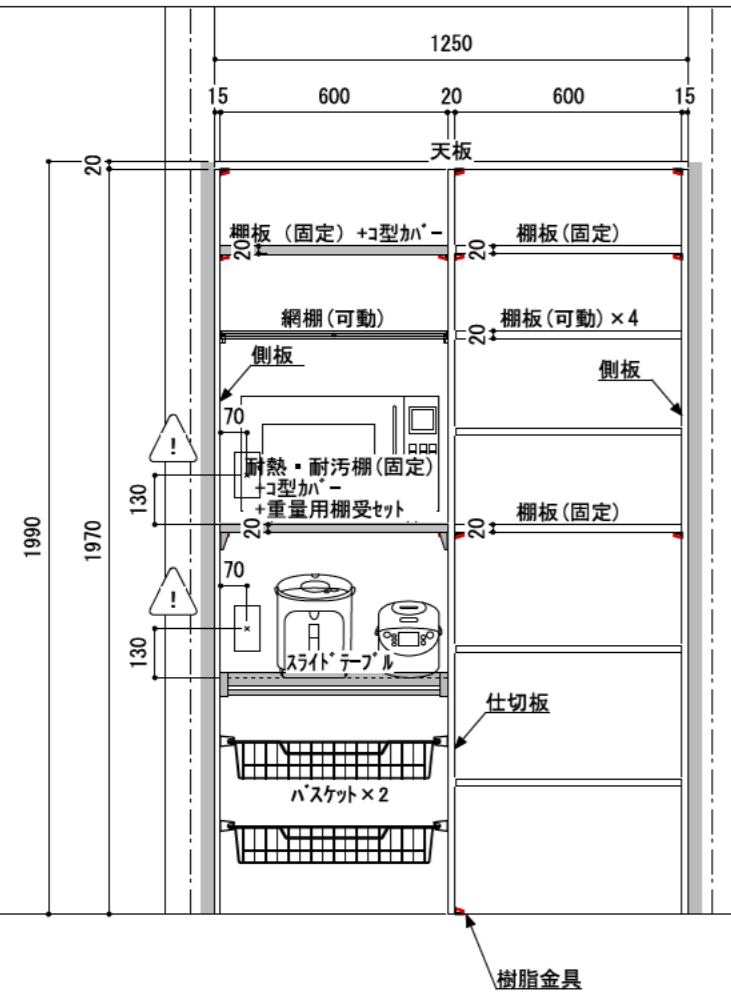 1250
15 600 20 600 15
20
天板
棚板（固定）+ｺ型ｶﾊﾞｰ
棚板(固定)
20
20
網棚(可動)
棚板(可動)×4
20
側板
側板
70
!
耐熱・耐汚棚(固定)
+ｺ型ｶﾊﾞｰ
+重量用棚受ｾｯﾄ
130
棚板(固定)
20
20
1990
1970
70
!
130
ｽﾗｲﾄﾞﾃｰﾌﾞﾙ
仕切板
ﾊﾞｽｹｯﾄ×2
樹脂金具